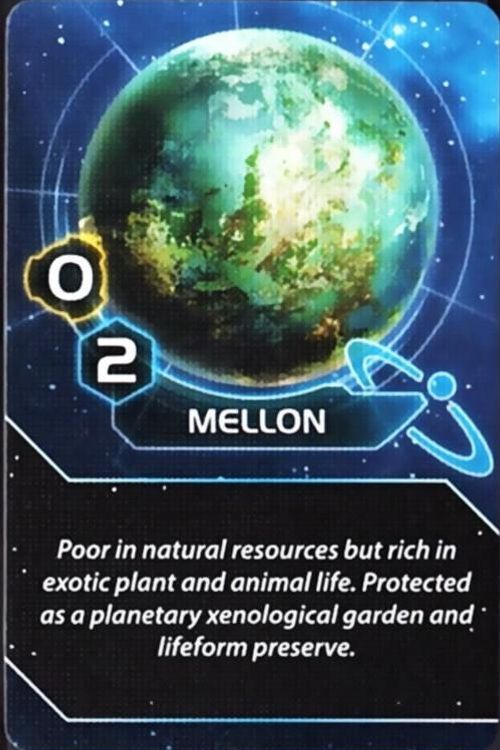 0
2
MELLON
Poor in natural resources but rich in
exotic plant and animal life. Protected
as a planetary xenological garden and
lifeform preserve.